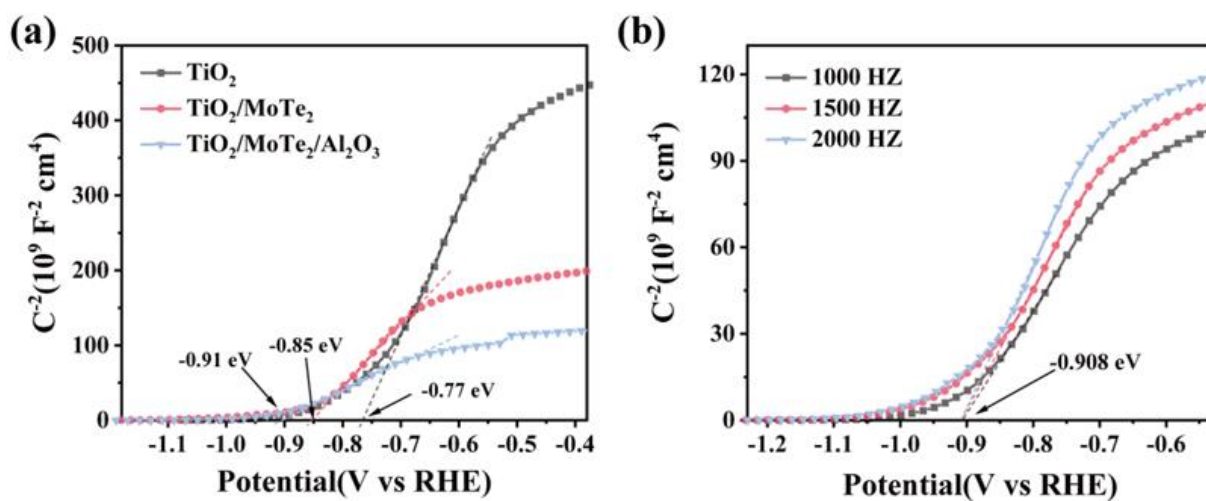 (a)
500
400
300
200
100
0
C⁻²(10⁹ F⁻² cm⁴)
TiO₂
TiO₂/MoTe₂
TiO₂/MoTe₂/Al₂O₃
-0.91 eV
-0.85 eV
-0.77 eV
-1.1 -1.0 -0.9 -0.8 -0.7 -0.6 -0.5 -0.4
Potential(V vs RHE)
(b)
120
90
60
30
0
C⁻²(10⁹ F⁻² cm⁴)
1000 HZ
1500 HZ
2000 HZ
-0.908 eV
-1.2 -1.1 -1.0 -0.9 -0.8 -0.7 -0.6
Potential(V vs RHE)